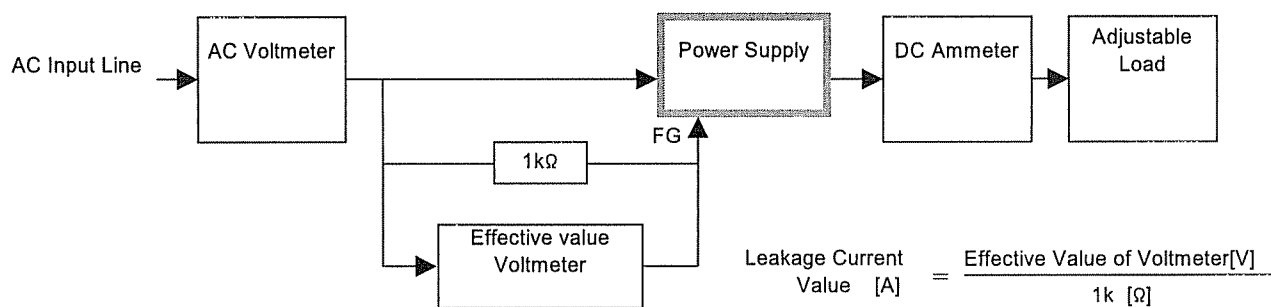 AC Input Line
AC Voltmeter
Power Supply
DC Ammeter
Adjustable
Load
FG
1kΩ
Effective value
Voltmeter
Leakage Current
Value [A]
=
Effective Value of Voltmeter[V]
1k [Ω]